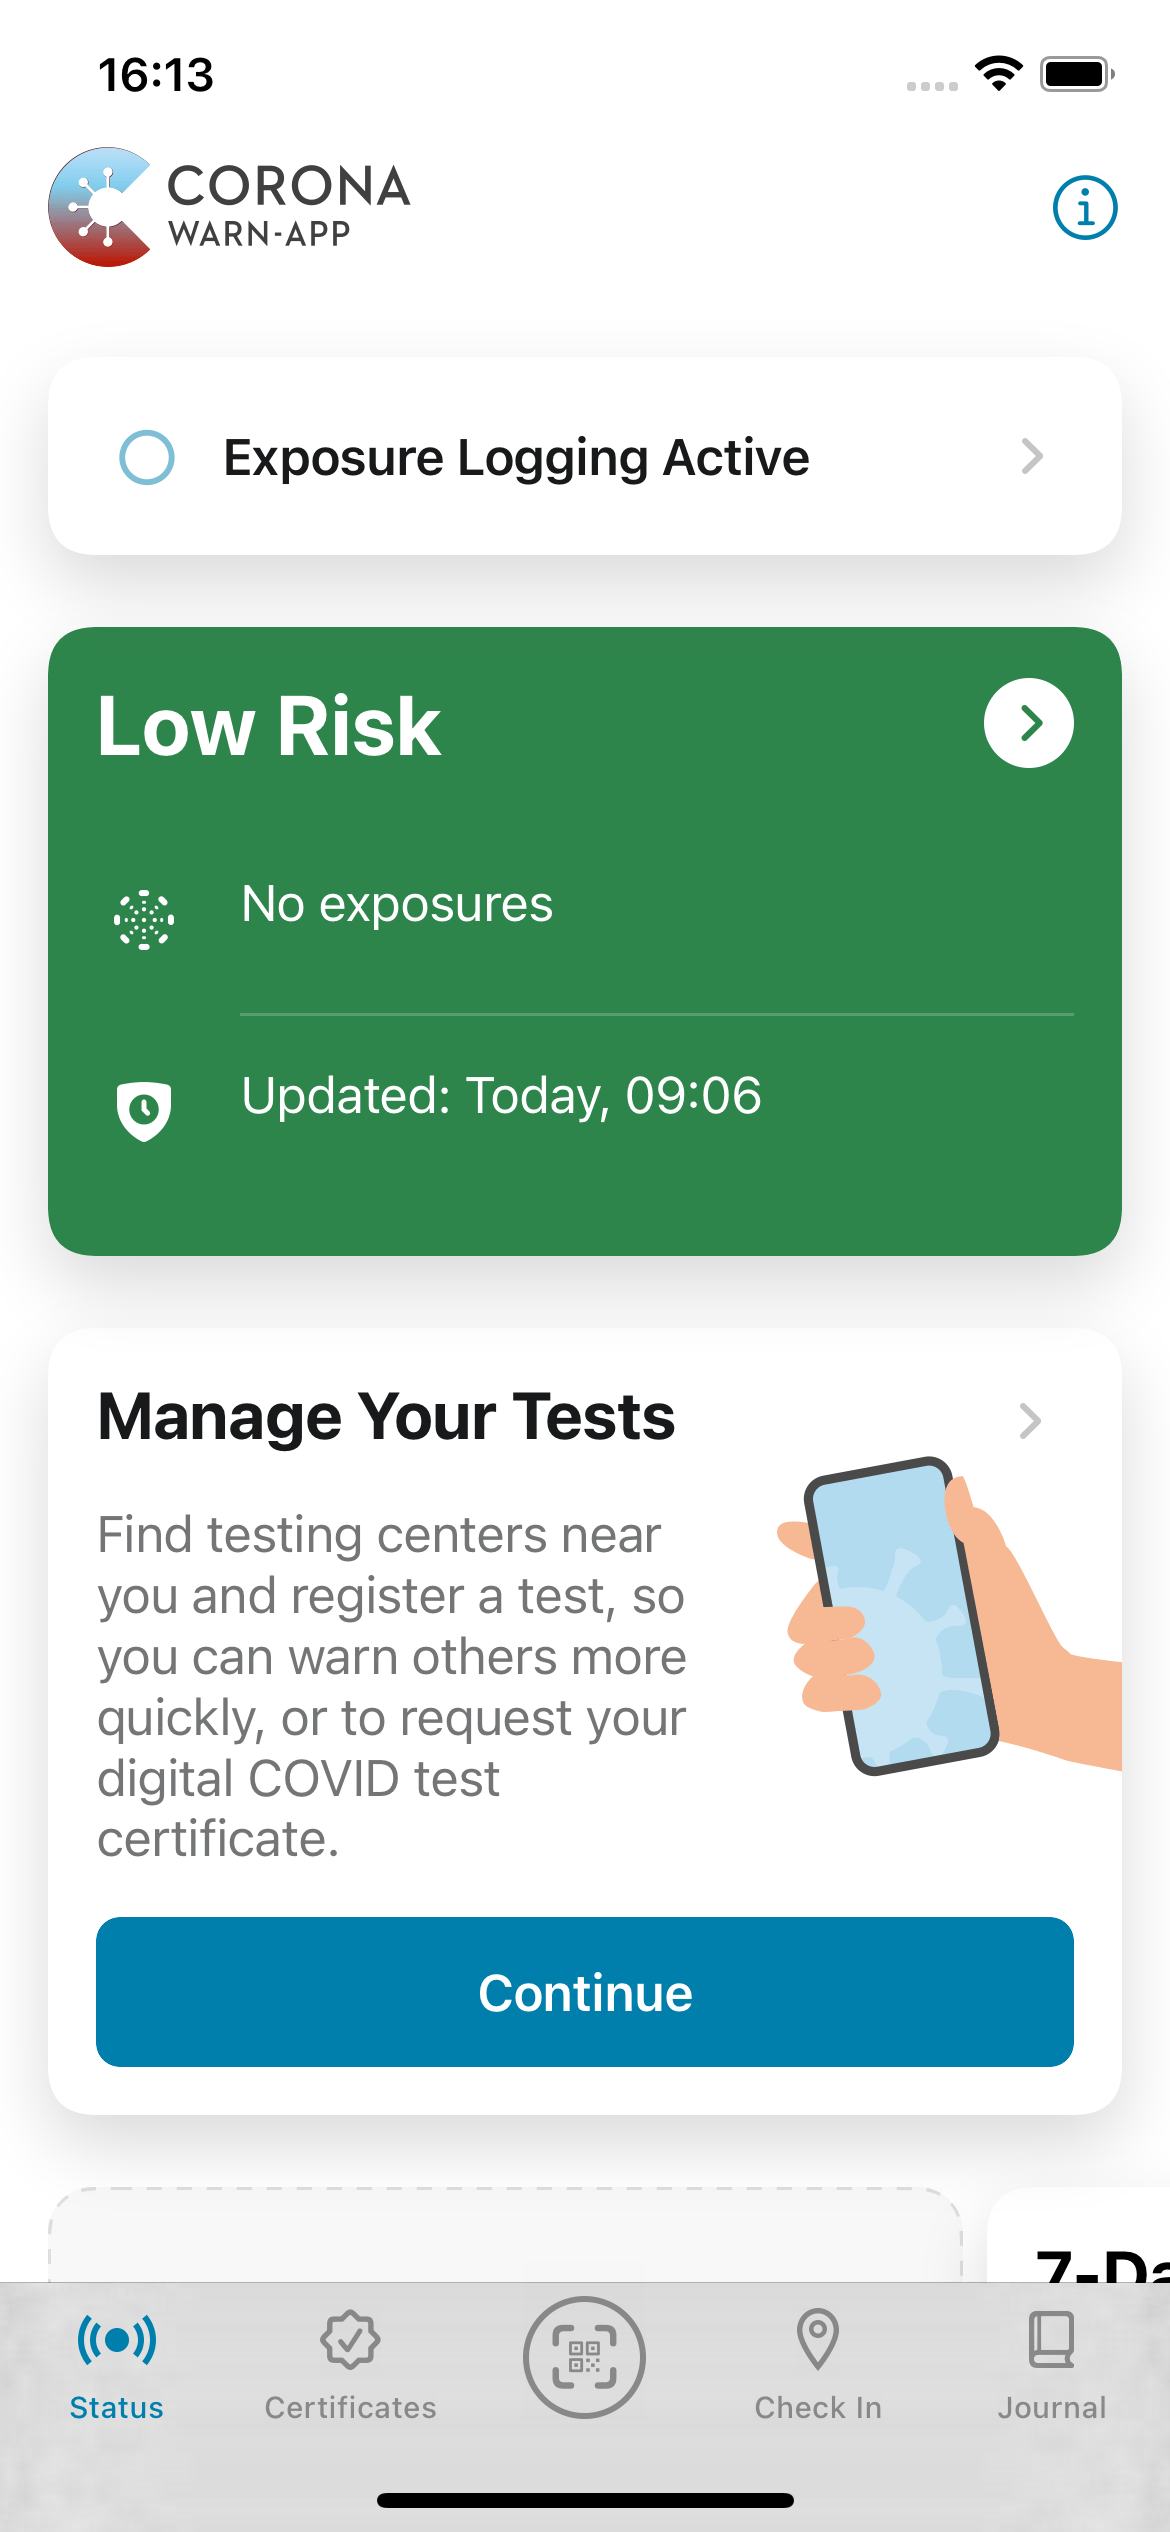 16:13
CORONA
WARN-APP
Exposure Logging Active
Low Risk
No exposures
Updated: Today, 09:06
Manage Your Tests
Find testing centers near
you and register a test, so
you can warn others more
quickly, or to request your
digital COVID test
certificate.
Continue
7-Da
Status
Certificates
Check In
Journal